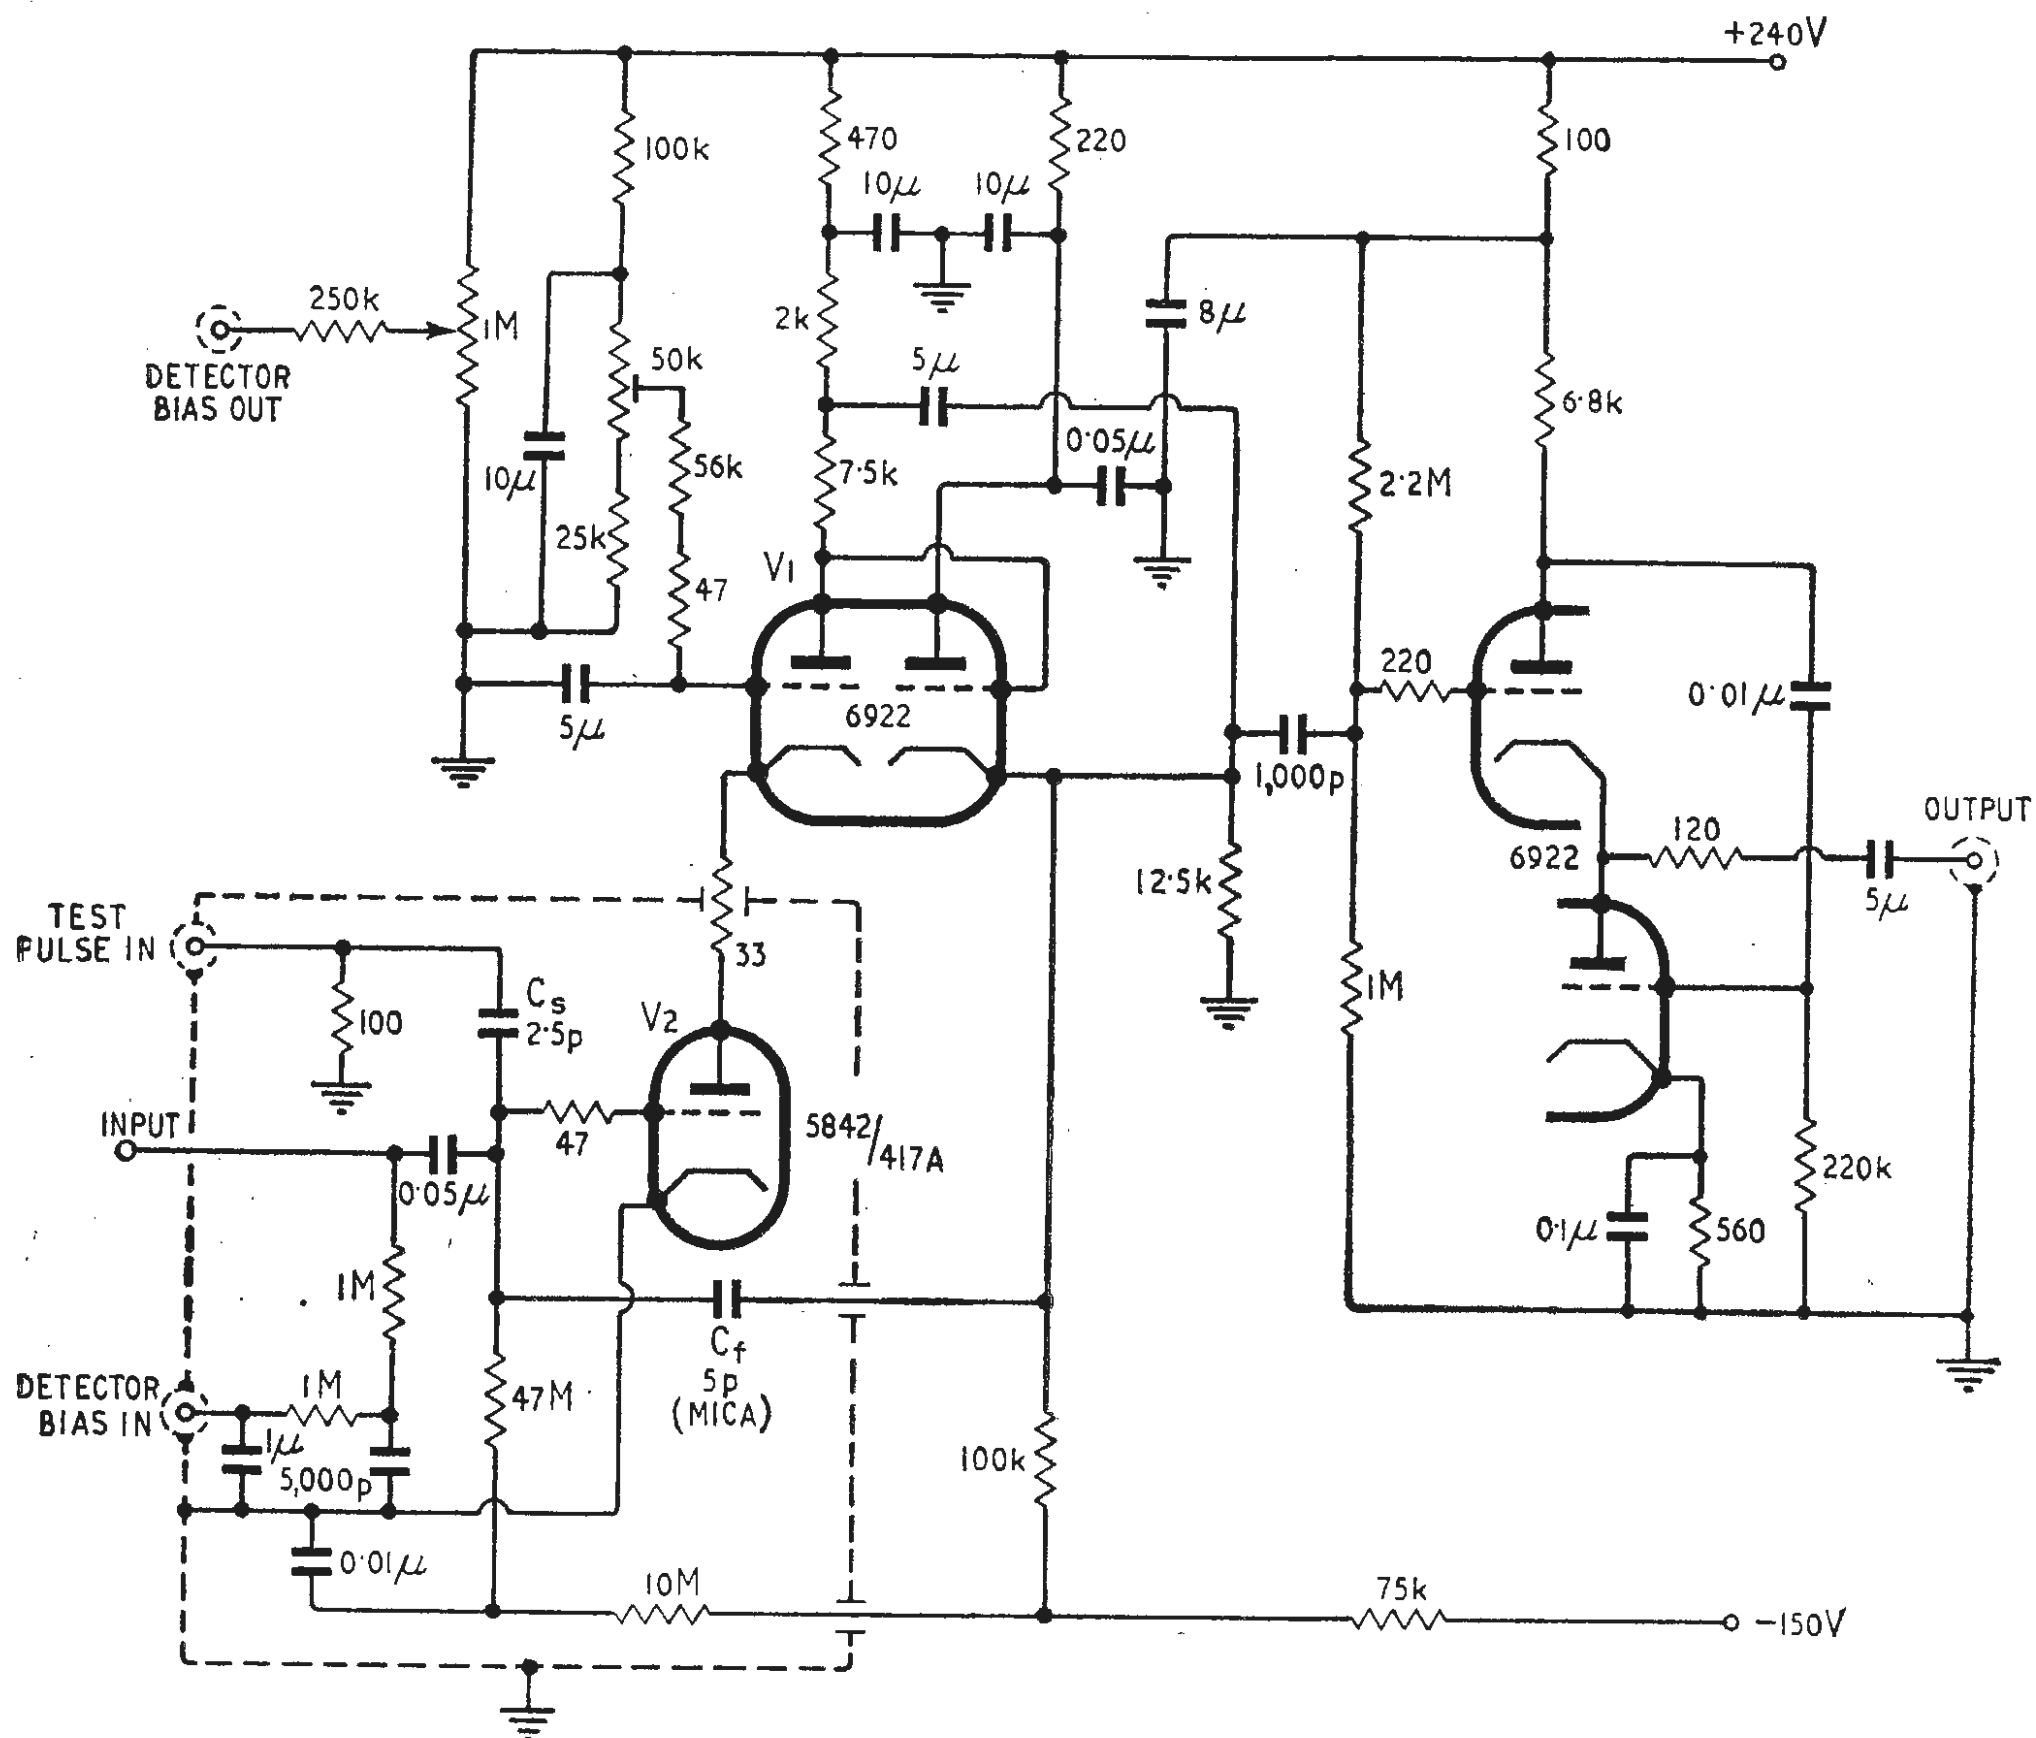 +240V
100k
470
220
100
10μ
10μ
250k
1M
2k
8μ
DETECTOR
BIAS OUT
50k
5μ
6·8k
0·05μ
10μ
56k
7·5k
2·2M
25k
47
V1
220
0·01μ
5μ
6922
1,000p
OUTPUT
120
6922
12·5k
5μ
TEST
PULSE IN
33
Cs
2·5p
V2
100
1M
INPUT
47
5842/417A
0·05μ
220k
0·1μ
560
1M
Cf
5p
(MICA)
DETECTOR
BIAS IN
1M
47M
1μ
5,000p
100k
0·01μ
10M
75k
−150V